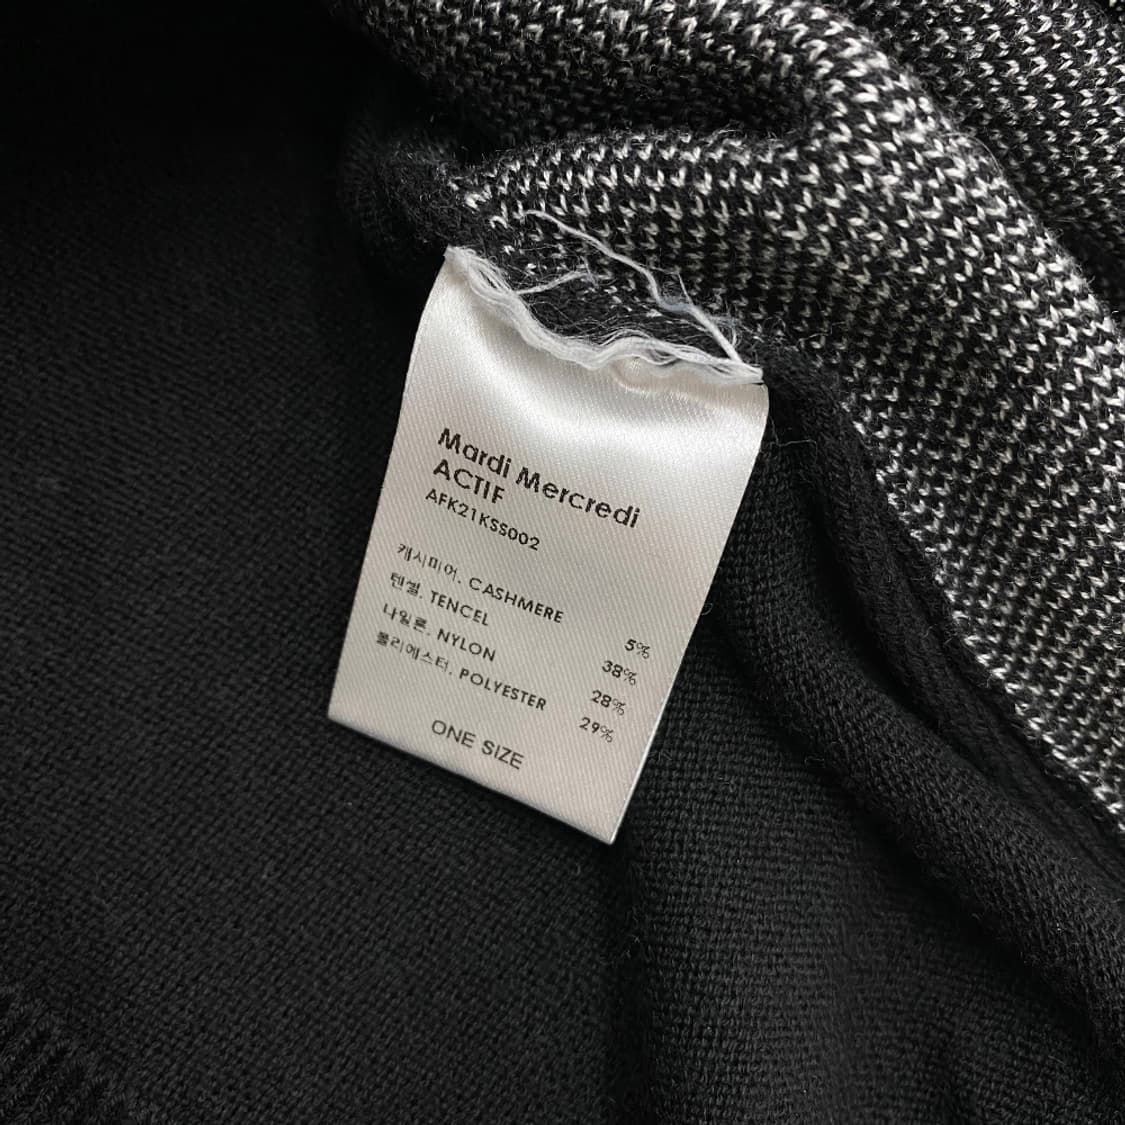 Mardi Mercredi
ACTIF
AFK21KSS002
캐시미어. CASHMERE 5%
텐셀. TENCEL 38%
나일론. NYLON 28%
폴리에스터. POLYESTER 29%
ONE SIZE